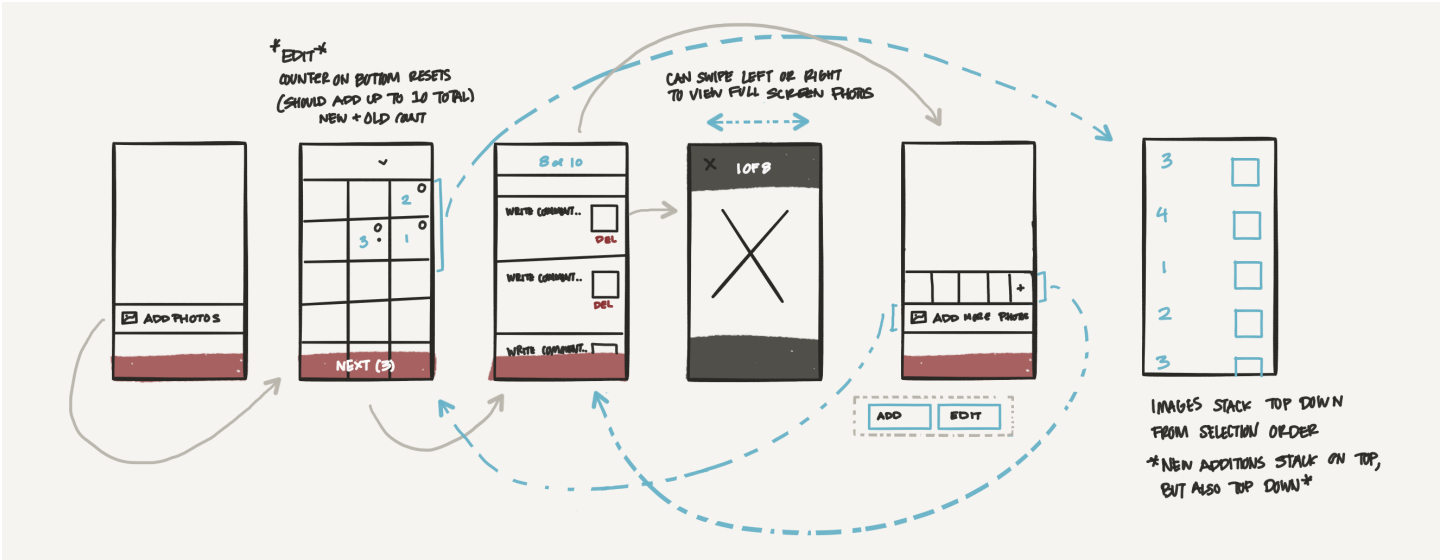 *EDIT*
COUNTER ON BOTTOM RESETS
(SHOULD ADD UP TO 10 TOTAL)
NEW + OLD COUNT
CAN SWIPE LEFT OR RIGHT
TO VIEW FULL SCREEN PHOTOS
ADD PHOTOS
2
3
1
NEXT (3)
8 OF 10
WRITE COMMENT..
DEL
WRITE COMMENT..
DEL
WRITE COMMENT..
X
1 OF 8
+
ADD MORE PHOTOS
ADD
EDIT
3
4
1
2
3
IMAGES STACK TOP DOWN
FROM SELECTION ORDER
*NEW ADDITIONS STACK ON TOP,
BUT ALSO TOP DOWN*